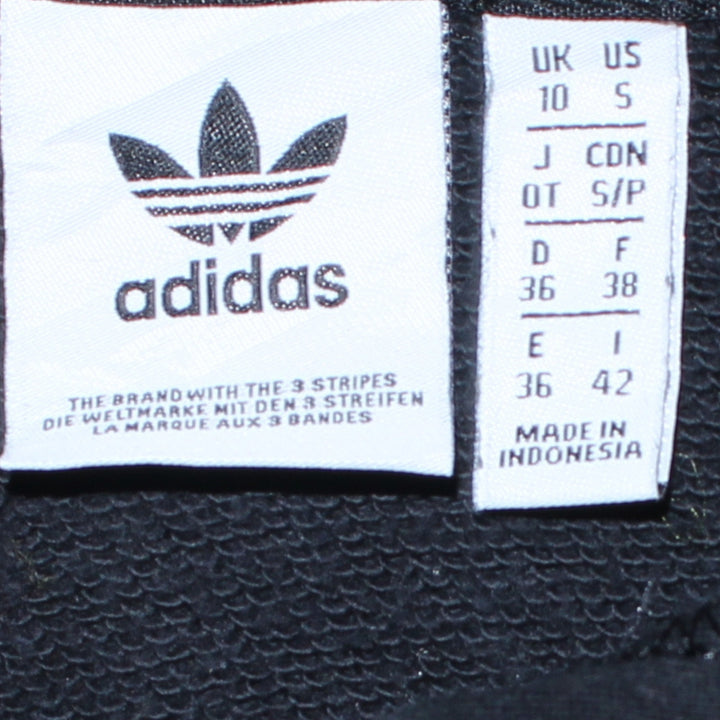 adidas
THE BRAND WITH THE 3 STRIPES
DIE WELTMARKE MIT DEN 3 STREIFEN
LA MARQUE AUX 3 BANDES
UK US
10 S
J CDN
OT S/P
D F
36 38
E I
36 42
MADE IN
INDONESIA